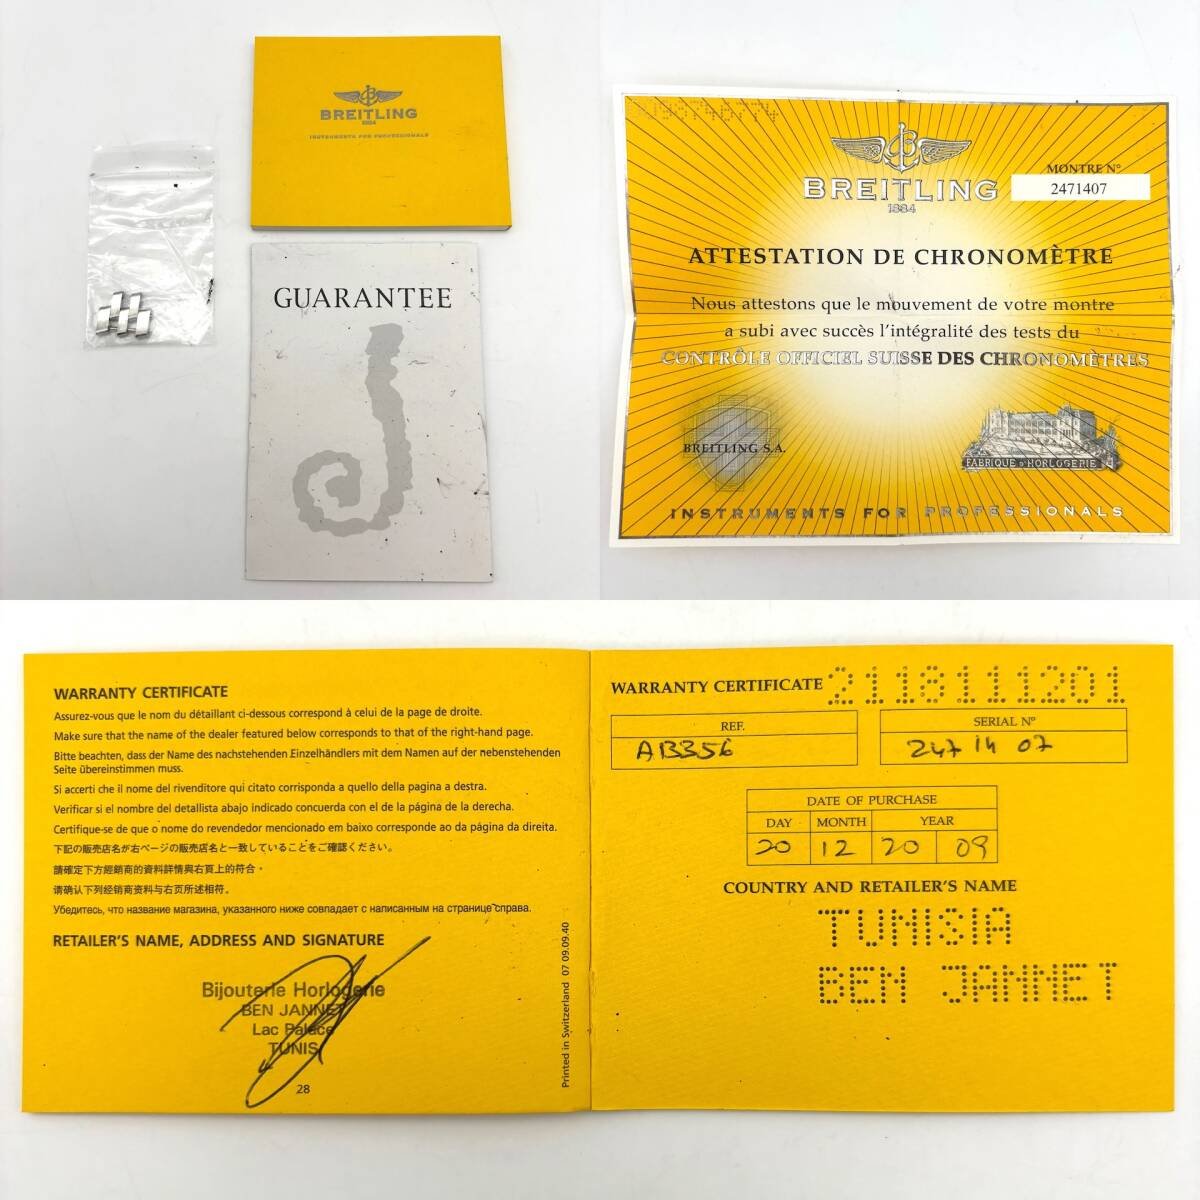 BREITLING
1884
INSTRUMENTS FOR PROFESSIONALS
GUARANTEE
BREITLING
1884
MONTRE N°
2471407
ATTESTATION DE CHRONOMÈTRE
Nous attestons que le mouvement de votre montre
a subi avec succès l'intégralité des tests du
CONTRÔLE OFFICIEL SUISSE DES CHRONOMÈTRES
BREITLING S.A.
FABRIQUE D'HORLOGERIE
INSTRUMENTS FOR PROFESSIONALS
WARRANTY CERTIFICATE
Assurez-vous que le nom du détaillant ci-dessous correspond à celui de la page de droite.
Make sure that the name of the dealer featured below corresponds to that of the right-hand page.
Bitte beachten, dass der Name des nachstehenden Einzelhändlers mit dem Namen auf der nebenstehenden
Seite übereinstimmen muss.
Si accerti che il nome del rivenditore qui citato corrisponda a quello della pagina a destra.
Verificar si el nombre del detallista abajo indicado concuerda con el de la página de la derecha.
Certifique-se de que o nome do revendedor mencionado em baixo corresponde ao da página da direita.
下記の販売店名が右ページの販売店名と一致していることをご確認ください。
請確定下方經銷商的資料詳情與右頁上的符合。
请确认下列经销商资料与右页所述相符。
Убедитесь, что название магазина, указанного ниже совпадает с написанным на странице справа.
RETAILER'S NAME, ADDRESS AND SIGNATURE
Bijouterie Horlogerie
BEN JANNET
Lac Palace
TUNIS
28
Printed in Switzerland 07 09.09.40
WARRANTY CERTIFICATE 2118111201
REF. SERIAL N°
AB356 247 14 07
DATE OF PURCHASE
DAY MONTH YEAR
20 12 20 09
COUNTRY AND RETAILER'S NAME
TUNISIA
BEN JANNET